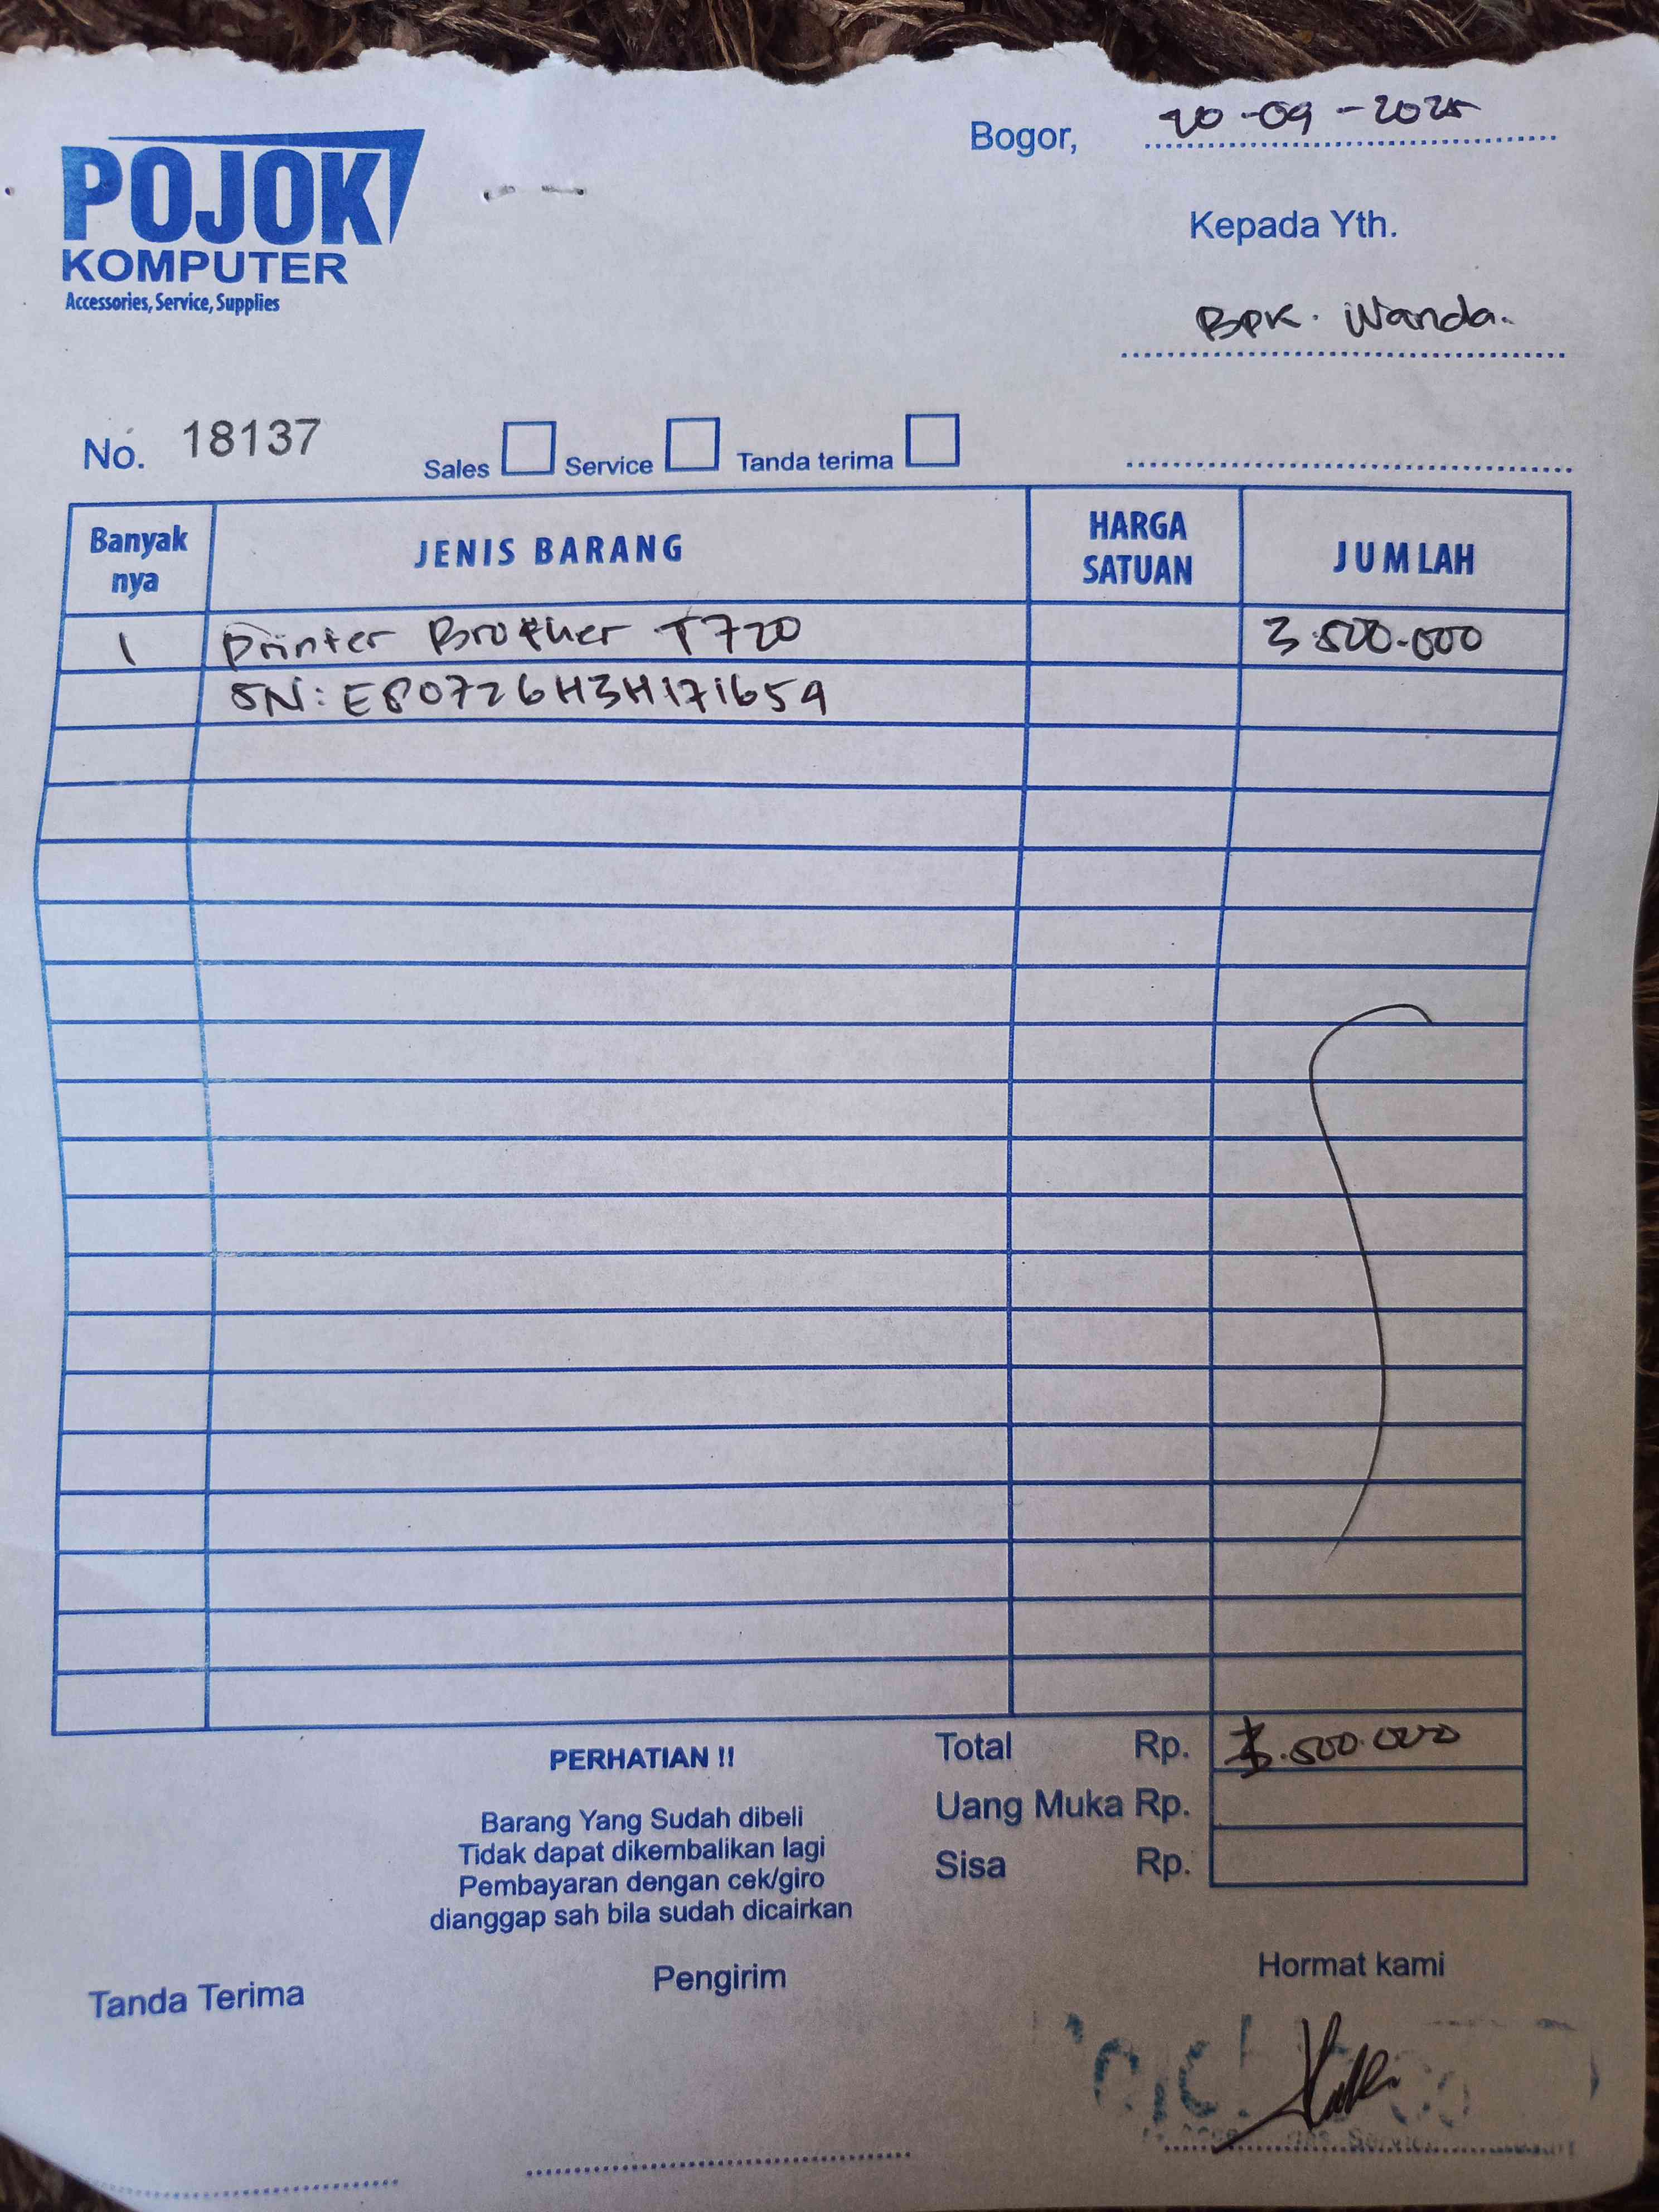 POJOK
KOMPUTER
Accessories, Service, Supplies
Bogor, 20-09-2025
Kepada Yth.
Bpk. Wanda.
No. 18137 Sales Service Tanda terima
Banyak nya JENIS BARANG HARGA SATUAN JUMLAH
1 Printer Brother T720 3.500.000
SN: E80726H3H171659
Total Rp. 3.500.000
Uang Muka Rp.
Sisa Rp.
PERHATIAN !!
Barang Yang Sudah dibeli
Tidak dapat dikembalikan lagi
Pembayaran dengan cek/giro
dianggap sah bila sudah dicairkan
Tanda Terima Pengirim Hormat kami